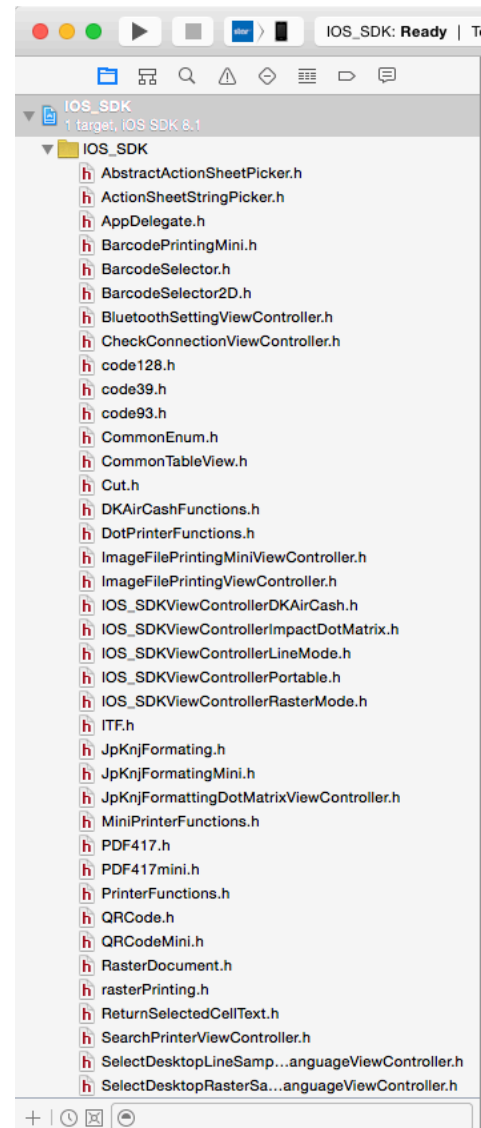 star
IOS_SDK: Ready |
IOS_SDK
1 target, iOS SDK 8.1
IOS_SDK
h AbstractActionSheetPicker.h
h ActionSheetStringPicker.h
h AppDelegate.h
h BarcodePrintingMini.h
h BarcodeSelector.h
h BarcodeSelector2D.h
h BluetoothSettingViewController.h
h CheckConnectionViewController.h
h code128.h
h code39.h
h code93.h
h CommonEnum.h
h CommonTableView.h
h Cut.h
h DKAirCashFunctions.h
h DotPrinterFunctions.h
h ImageFilePrintingMiniViewController.h
h ImageFilePrintingViewController.h
h IOS_SDKViewControllerDKAirCash.h
h IOS_SDKViewControllerImpactDotMatrix.h
h IOS_SDKViewControllerLineMode.h
h IOS_SDKViewControllerPortable.h
h IOS_SDKViewControllerRasterMode.h
h ITF.h
h JpKnjFormating.h
h JpKnjFormatingMini.h
h JpKnjFormattingDotMatrixViewController.h
h MiniPrinterFunctions.h
h PDF417.h
h PDF417mini.h
h PrinterFunctions.h
h QRCode.h
h QRCodeMini.h
h RasterDocument.h
h rasterPrinting.h
h ReturnSelectedCellText.h
h SearchPrinterViewController.h
h SelectDesktopLineSamp...anguageViewController.h
h SelectDesktopRasterSa...anguageViewController.h